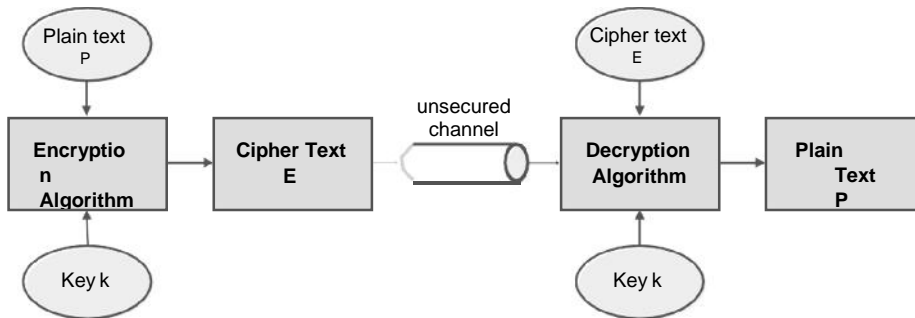 Plain text
P
Cipher text
E
unsecured
channel
Encryptio
n
Algorithm
Cipher Text
E
Decryption
Algorithm
Plain
Text
P
Key k
Key k